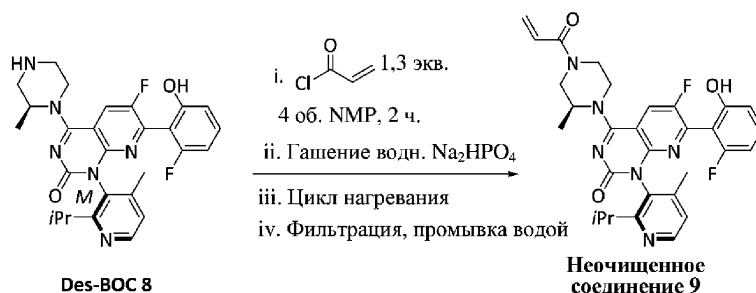 HN
N
F
OH
N
N
N
F
O
M
iPr
N
Des-BOC 8
i.
O
Cl
1,3 экв.
4 об. NMP, 2 ч.
ii. Гашение водн. Na₂HPO₄
iii. Цикл нагревания
iv. Фильтрация, промывка водой
O
N
N
F
OH
N
N
N
F
O
iPr
N
Неочищенное
соединение 9